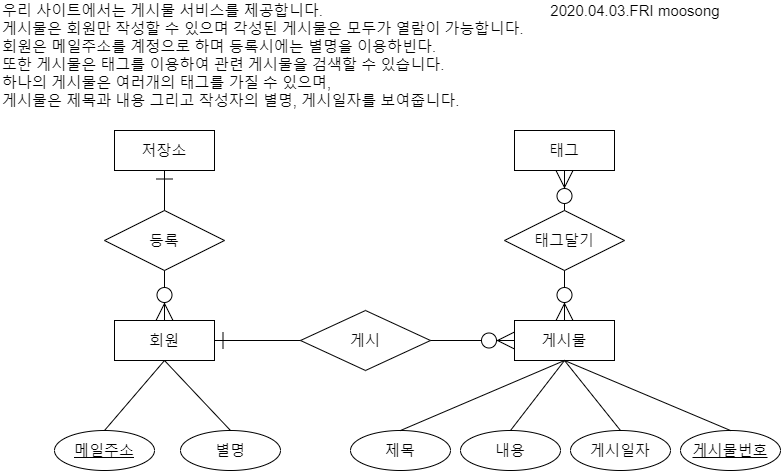 우리 사이트에서는 게시물 서비스를 제공합니다.
2020.04.03.FRI moosong
게시물은 회원만 작성할 수 있으며 각성된 게시물은 모두가 열람이 가능합니다.
회원은 메일주소를 계정으로 하며 등록시에는 별명을 이용하빈다.
또한 게시물은 태그를 이용하여 관련 게시물을 검색할 수 있습니다.
하나의 게시물은 여러개의 태그를 가질 수 있으며,
게시물은 제목과 내용 그리고 작성자의 별명, 게시일자를 보여줍니다.
저장소
태그
등록
태그달기
회원
게시
게시물
메일주소
별명
제목
내용
게시일자
게시물번호